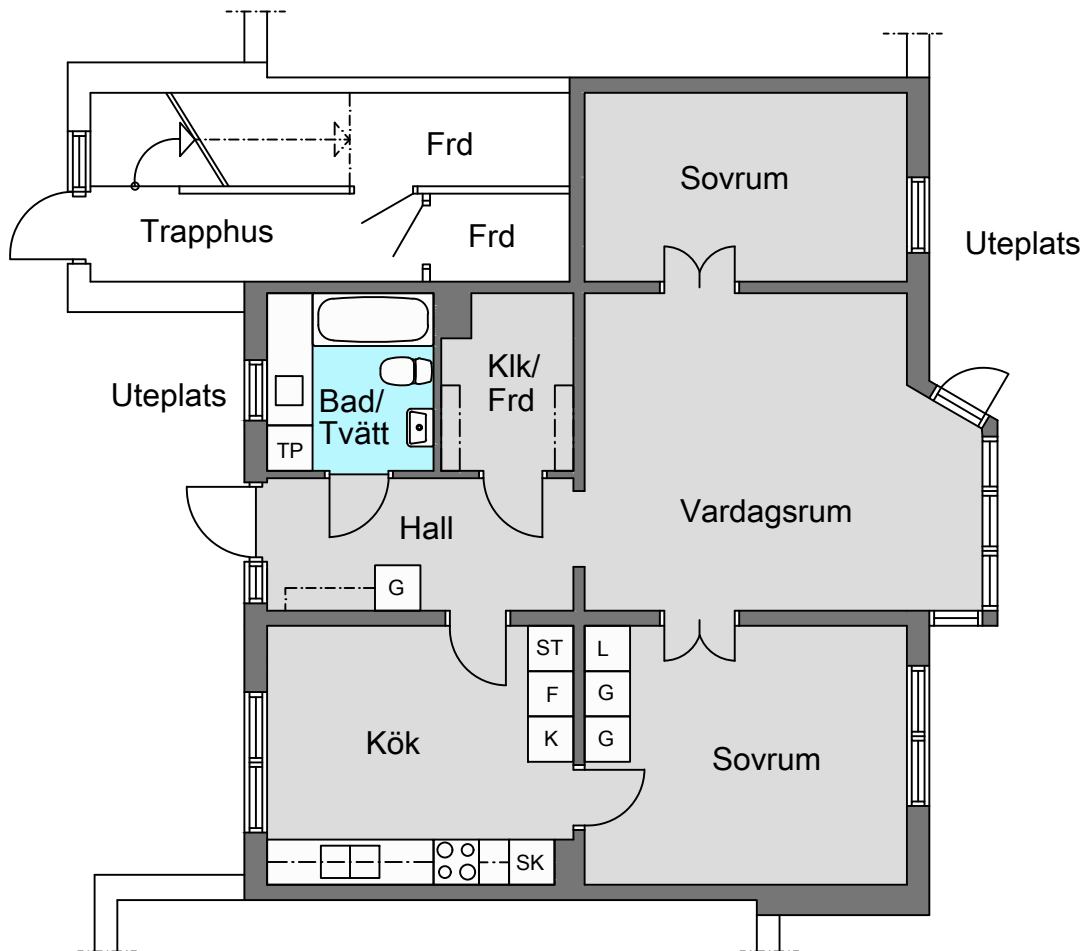 Frd
Sovrum
Trapphus
Frd
Uteplats
Uteplats
Klk/
Frd
Bad/
Tvätt
TP
Hall
Vardagsrum
G
ST
L
F
G
K
G
Kök
Sovrum
SK